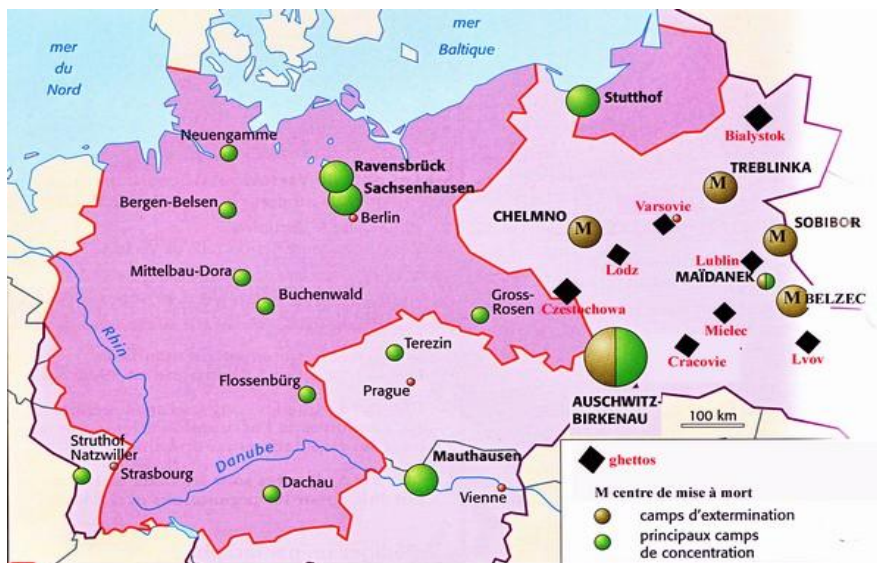 mer
du
Nord
mer
Baltique
Stutthof
Bialystok
Neuengamme
Ravensbrück
Sachsenhausen
TREBLINKA
Bergen-Belsen
Berlin
CHELMNO
M
M
Varsovie
SOBIBOR
M
Lodz
Lublin
MAÏDANEK
Mittelbau-Dora
Buchenwald
Gross-
Rosen
Czestochowa
M
BELZEC
Mielec
Rhin
Terezin
Cracovie
Lvov
Flossenbürg
Prague
AUSCHWITZ-
BIRKENAU
100 km
Struthof
Natzwiller
Strasbourg
Danube
Mauthausen
Dachau
Vienne
ghettos
M centre de mise à mort
camps d'extermination
principaux camps
de concentration